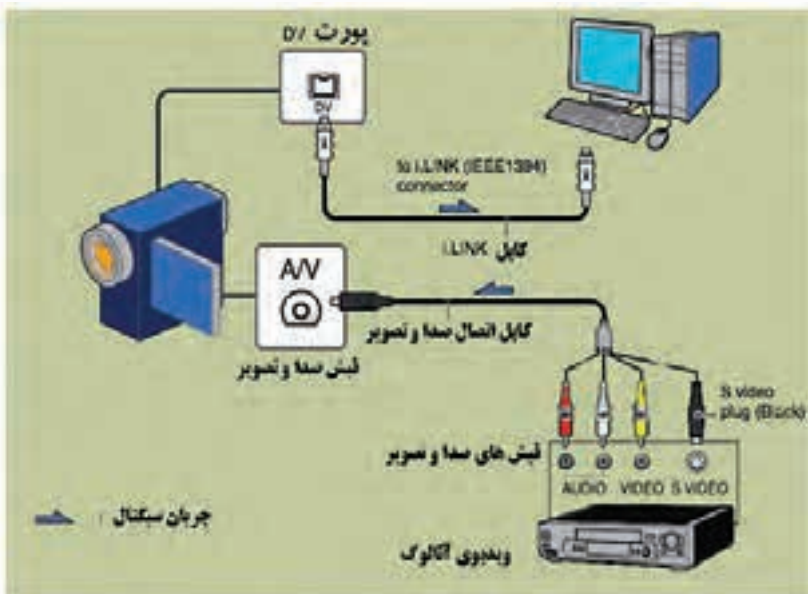 پورت DV
DV
to i.LINK (IEEE1394)
connector
کابل i.LINK
A/V
کابل اتصال صدا و تصویر
فیش صدا و تصویر
S video
plug (Black)
فیش های صدا و تصویر
AUDIO VIDEO S VIDEO
جریان سیگنال :
ویدیوی آنالوگ